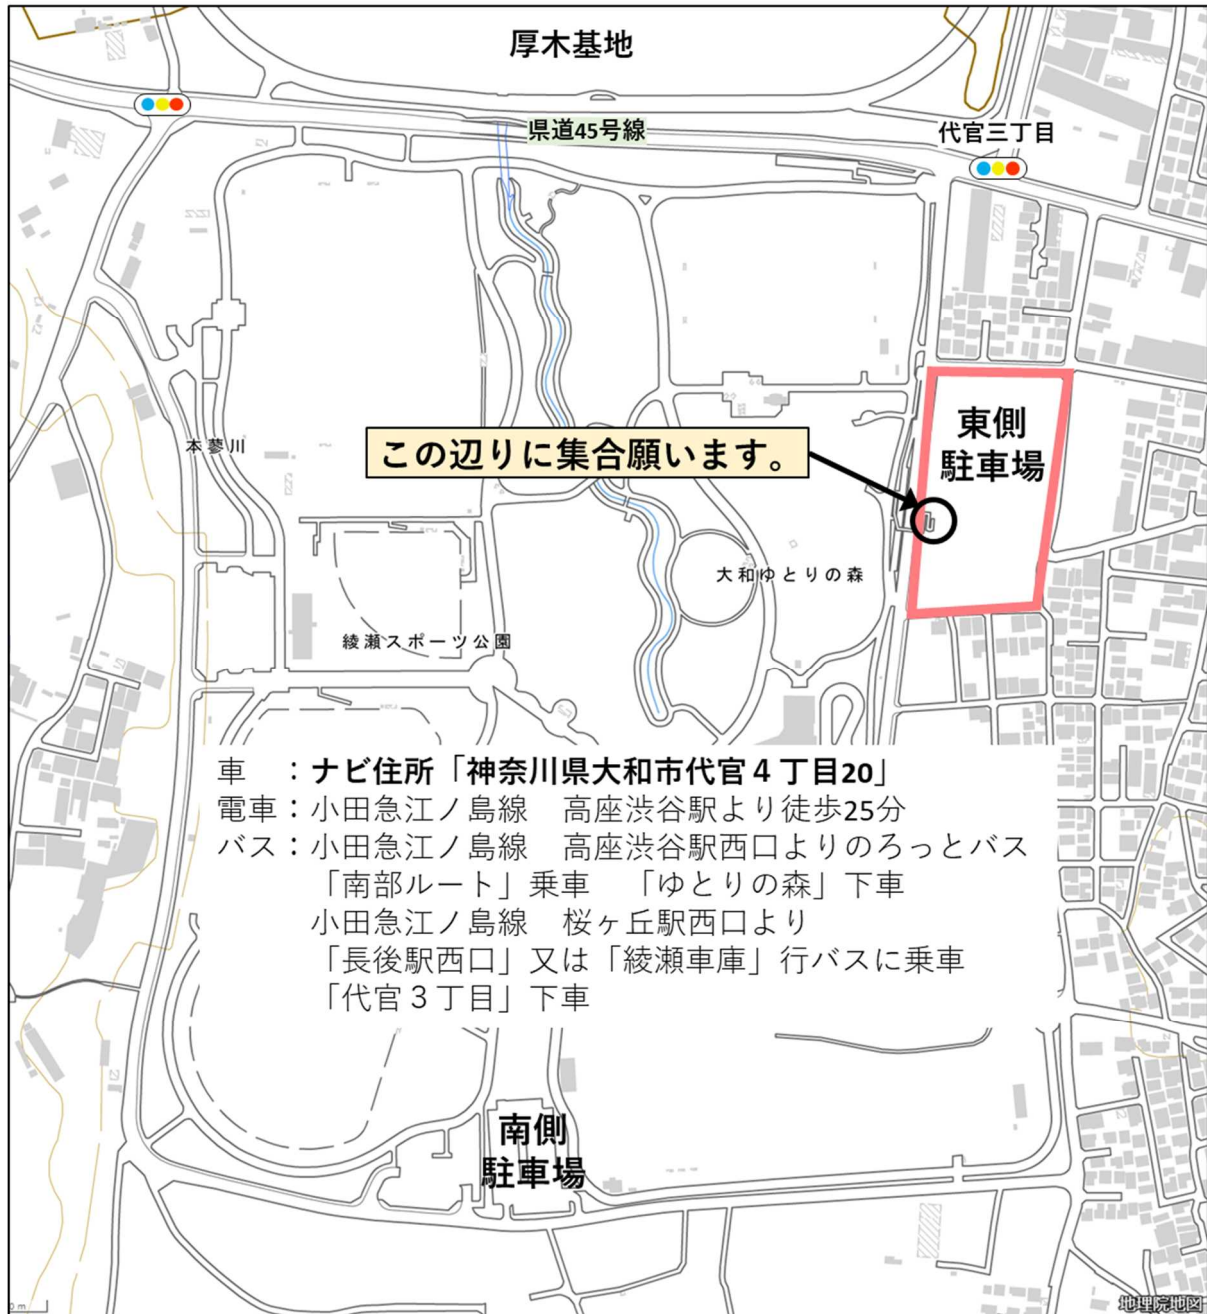 厚木基地
県道45号線
代官三丁目
東側
駐車場
本蓼川
この辺りに集合願います。
大和ゆとりの森
綾瀬スポーツ公園
車　：ナビ住所「神奈川県大和市代官４丁目20」
電車：小田急江ノ島線　高座渋谷駅より徒歩25分
バス：小田急江ノ島線　高座渋谷駅西口よりのろっとバス
「南部ルート」乗車　「ゆとりの森」下車
小田急江ノ島線　桜ヶ丘駅西口より
「長後駅西口」又は「綾瀬車庫」行バスに乗車
「代官３丁目」下車
南側
駐車場
地理院地図